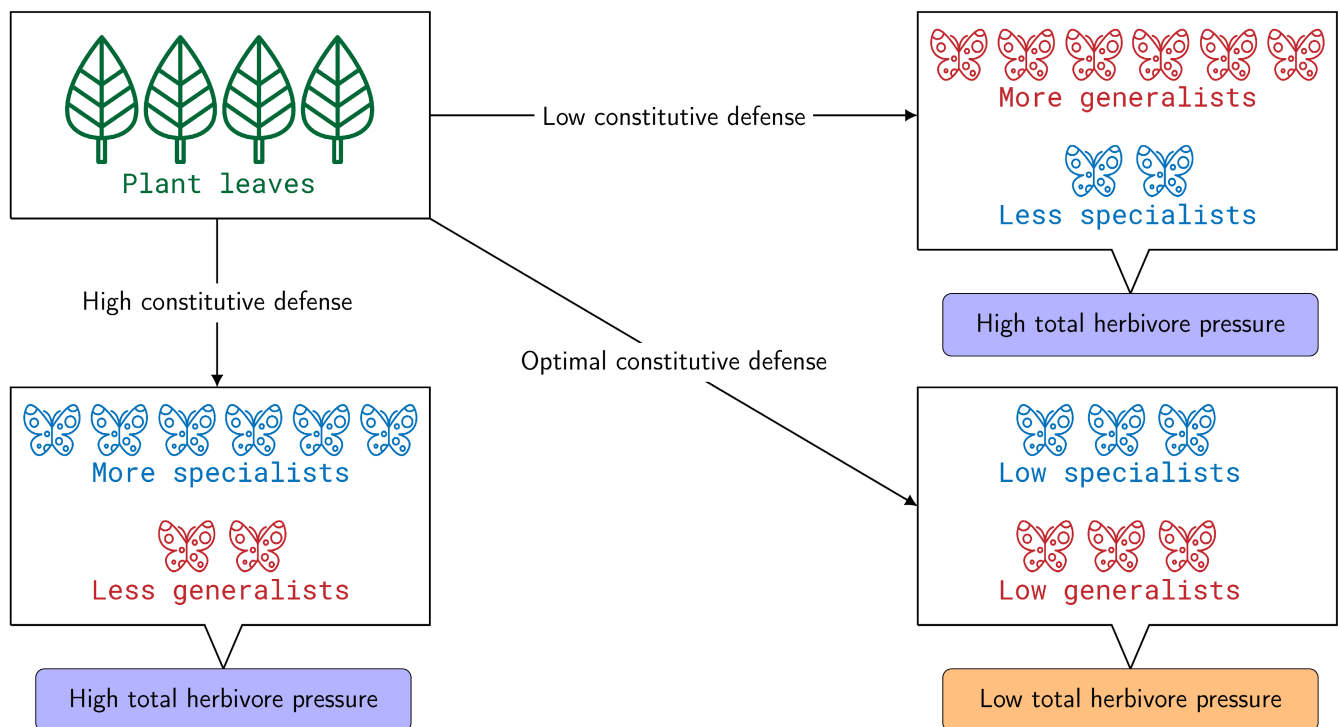 Plant leaves
Low constitutive defense
More generalists
Less specialists
High total herbivore pressure
High constitutive defense
Optimal constitutive defense
More specialists
Less generalists
High total herbivore pressure
Low specialists
Low generalists
Low total herbivore pressure